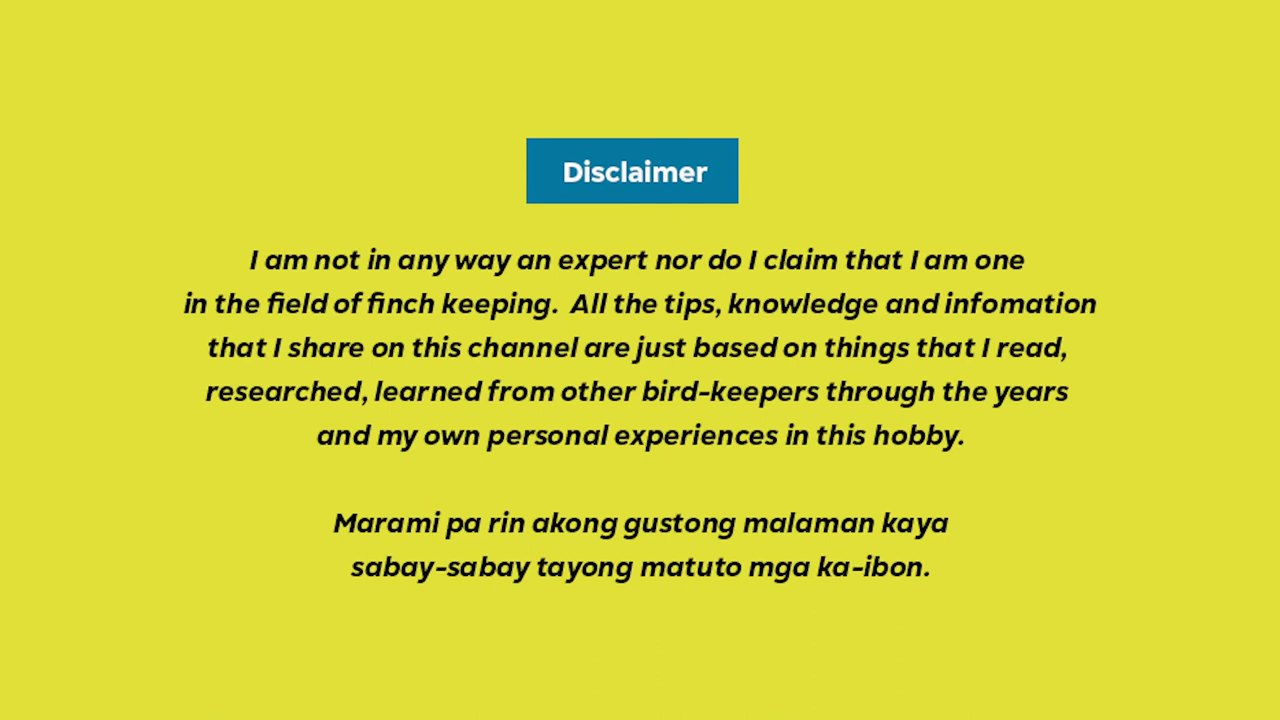 Disclaimer
I am not in any way an expert nor do I claim that I am one
in the field of finch keeping.  All the tips, knowledge and infomation
that I share on this channel are just based on things that I read,
researched, learned from other bird-keepers through the years
and my own personal experiences in this hobby.
Marami pa rin akong gustong malaman kaya
sabay-sabay tayong matuto mga ka-ibon.